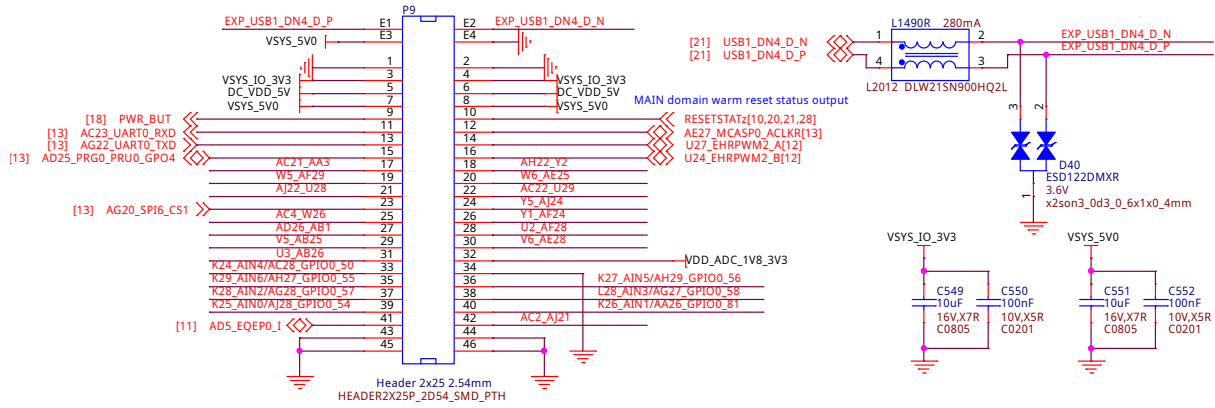 P9
EXP_USB1_DN4_D_P E1 E2 EXP_USB1_DN4_D_N
VSYS_5V0 E3 E4
1 2
VSYS_IO_3V3 3 4 VSYS_IO_3V3
DC_VDD_5V 5 6 DC_VDD_5V
VSYS_5V0 7 8 VSYS_5V0
MAIN domain warm reset status output
[18] PWR_BUT 9 10 RESETSTATz[10,20,21,28]
[13] AC23_UART0_RXD 11 12 AE27_MCASP0_ACLKR[13]
[13] AG22_UART0_TXD 13 14 U27_EHRPWM2_A[12]
[13] AD25_PRG0_PRU0_GPO4 15 16 U24_EHRPWM2_B[12]
AC21_AA3 17 18 AH22_Y2
W5_AF29 19 20 W6_AE25
AJ22_U28 21 22 AC22_U29
[13] AG20_SPI6_CS1 23 24 Y5_AJ24
AC4_W26 25 26 Y1_AF24
AD26_AB1 27 28 U2_AF28
V5_AB25 29 30 V6_AE28
U3_AB26 31 32 VDD_ADC_1V8_3V3
K24_AIN4/AC28_GPIO0_50 33 34
K29_AIN6/AH27_GPIO0_55 35 36 K27_AIN5/AH29_GPIO0_56
K28_AIN2/AG28_GPIO0_57 37 38 L28_AIN3/AG27_GPIO0_58
K25_AIN0/AJ28_GPIO0_54 39 40 K26_AIN1/AA26_GPIO0_81
[11] AD5_EQEP0_I 41 42 AC2_AJ21
43 44
45 46
Header 2x25 2.54mm
HEADER2X25P_2D54_SMD_PTH
L1490R 280mA
[21] USB1_DN4_D_N 1 2 EXP_USB1_DN4_D_N
[21] USB1_DN4_D_P 4 3 EXP_USB1_DN4_D_P
L2012 DLW21SN900HQ2L
3 2
D40
ESD122DMXR
3.6V
x2son3_0d3_0_6x1x0_4mm
1
VSYS_IO_3V3 VSYS_5V0
C549 C550 C551 C552
10uF 100nF 10uF 100nF
16V,X7R 10V,X5R 16V,X7R 10V,X5R
C0805 C0201 C0805 C0201